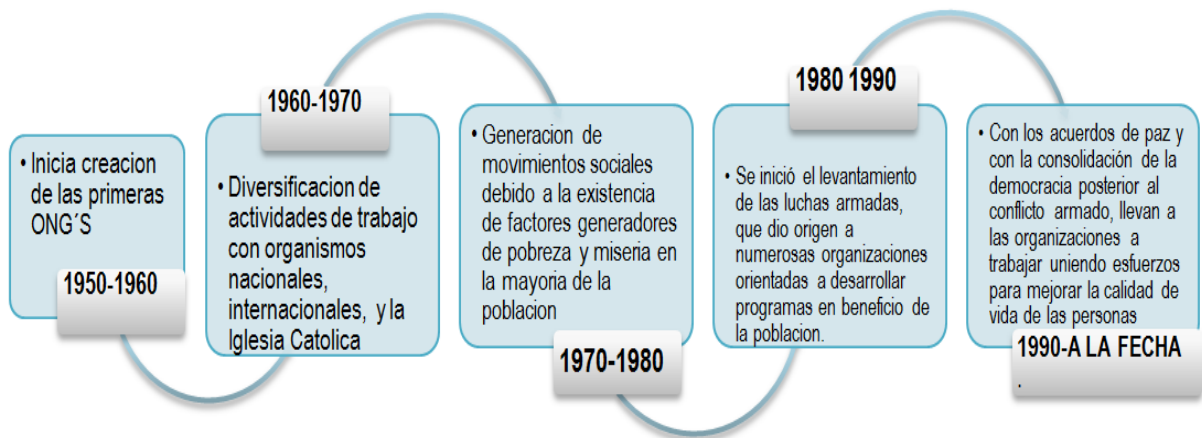 • Inicia creacion
de las primeras
ONG´S
1950-1960
1960-1970
• Diversificacion de
actividades de trabajo
con organismos
nacionales,
internacionales, y la
Iglesia Catolica
• Generacion de
movimientos sociales
debido a la existencia
de factores generadores
de pobreza y miseria en
la mayoria de la
poblacion
1970-1980
1980 1990
• Se inició el levantamiento
de las luchas armadas,
que dio origen a
numerosas organizaciones
orientadas a desarrollar
programas en beneficio de
la poblacion.
• Con los acuerdos de paz y
con la consolidación de la
democracia posterior al
conflicto armado, llevan a
las organizaciones a
trabajar uniendo esfuerzos
para mejorar la calidad de
vida de las personas
1990-A LA FECHA
.